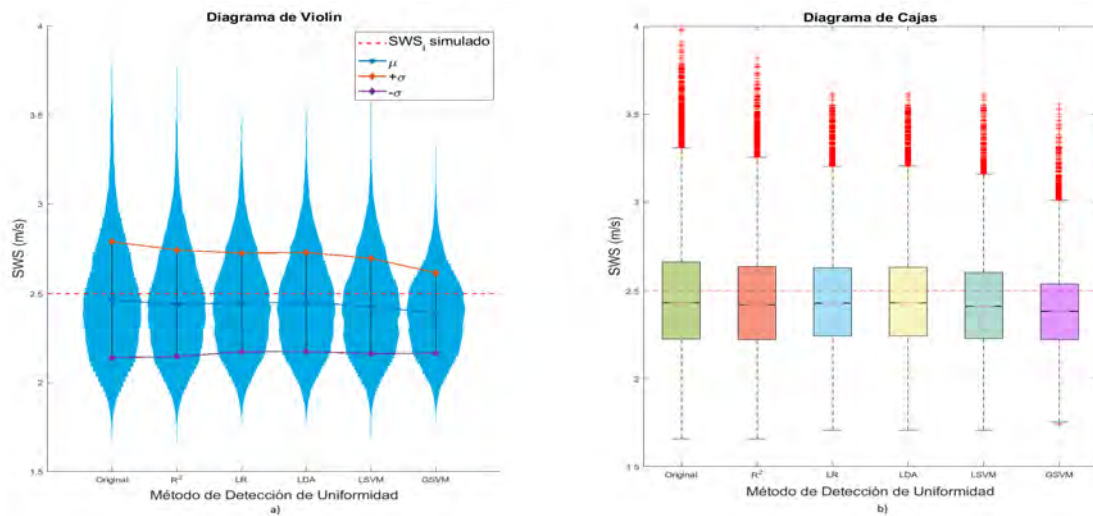 Diagrama de Violin
4
3.5
3
2.5
2
1.5
SWS (m/s)
SWSᵢ simulado
μ
+σ
-σ
Original
R²
LR
LDA
LSVM
GSVM
Método de Detección de Uniformidad
a)
Diagrama de Cajas
4
3.5
3
2.5
2
1.5
SWS (m/s)
Original
R²
LR
LDA
LSVM
GSVM
Método de Detección de Uniformidad
b)